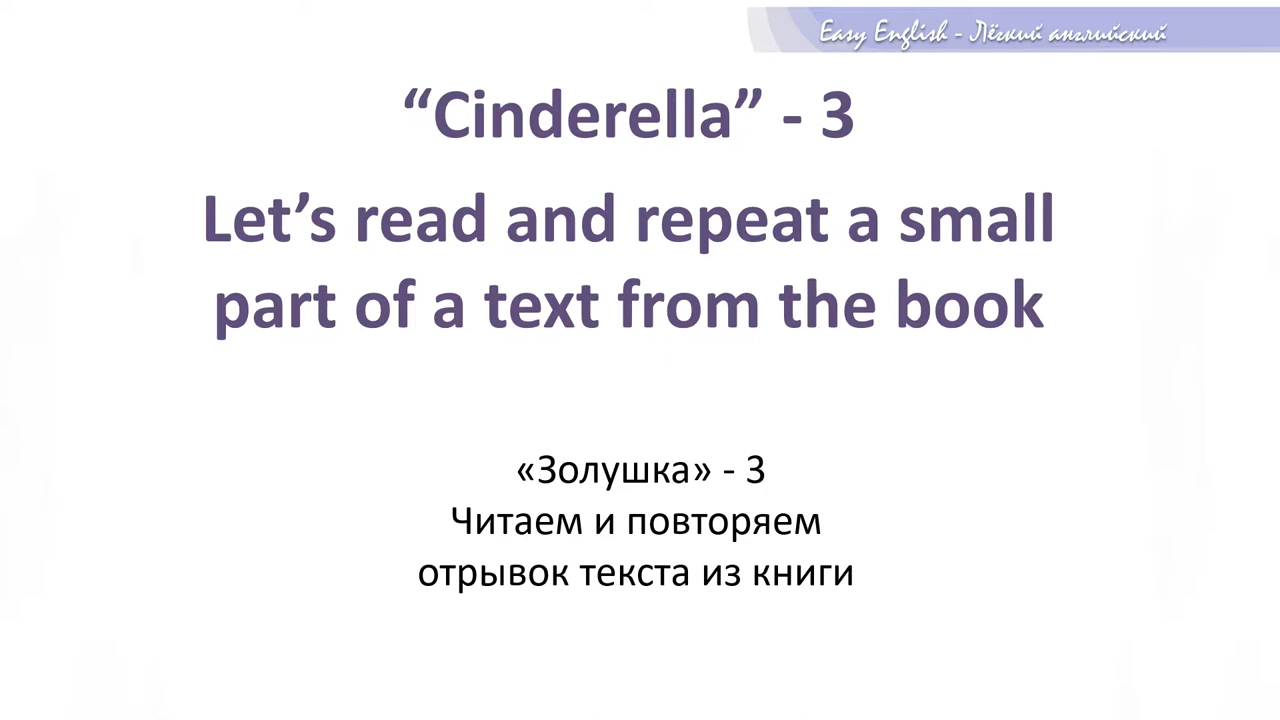 Easy English - Лёгкий английский
“Cinderella” - 3
Let’s read and repeat a small
part of a text from the book
«Золушка» - 3
Читаем и повторяем
отрывок текста из книги